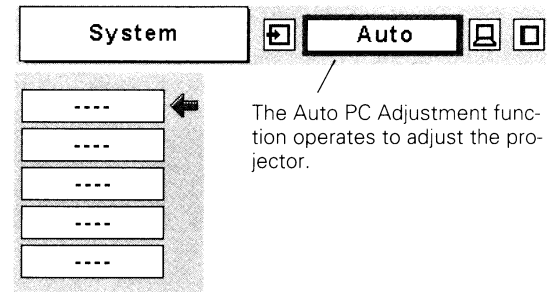 System
Auto
----
The Auto PC Adjustment func-
tion operates to adjust the pro-
jector.
----
----
----
----